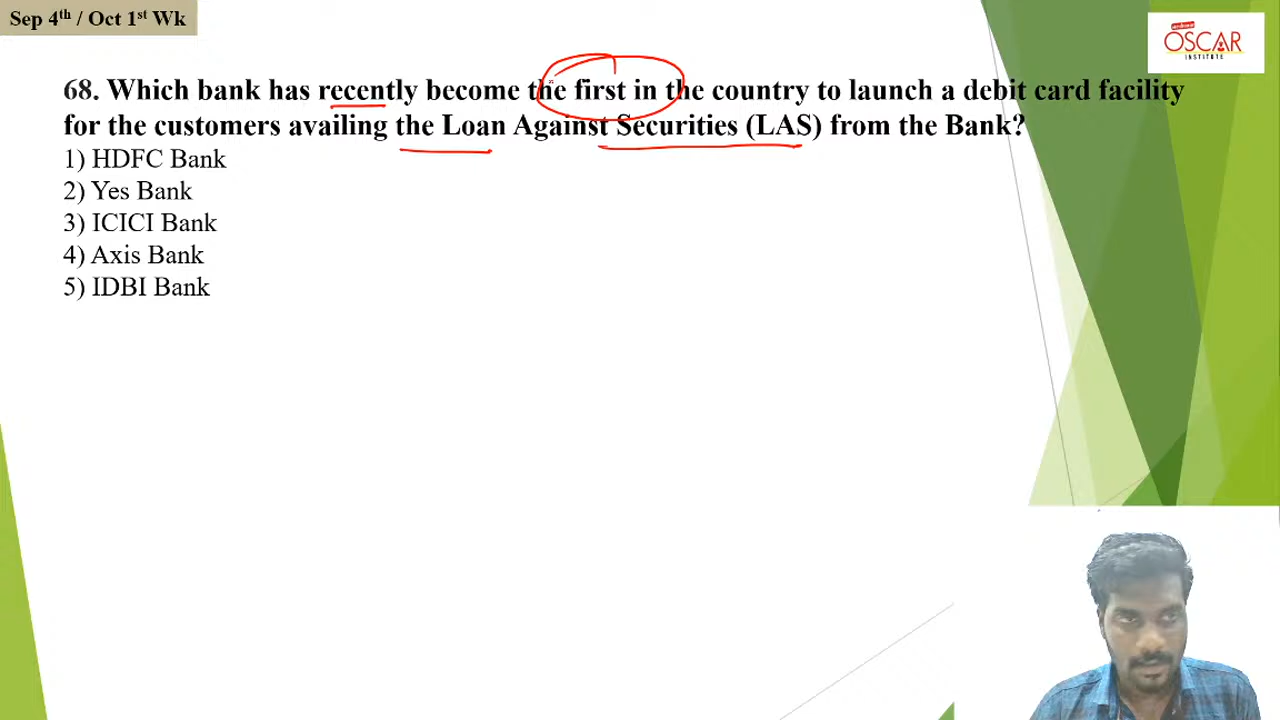 Sep 4th / Oct 1st Wk
OSCAR
INSTITUTE
68. Which bank has recently become the first in the country to launch a debit card facility
for the customers availing the Loan Against Securities (LAS) from the Bank?
1) HDFC Bank
2) Yes Bank
3) ICICI Bank
4) Axis Bank
5) IDBI Bank